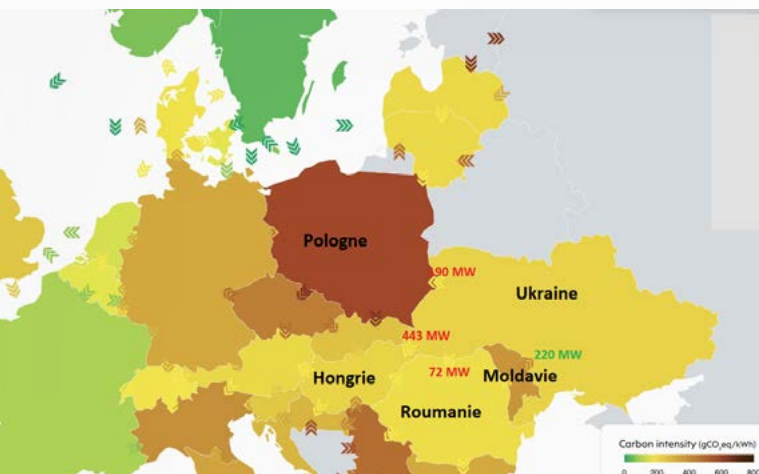 Pologne
90 MW
Ukraine
443 MW
220 MW
Hongrie
72 MW
Moldavie
Roumanie
Carbon intensity (gCO₂eq/kWh)
0 200 400 600 800